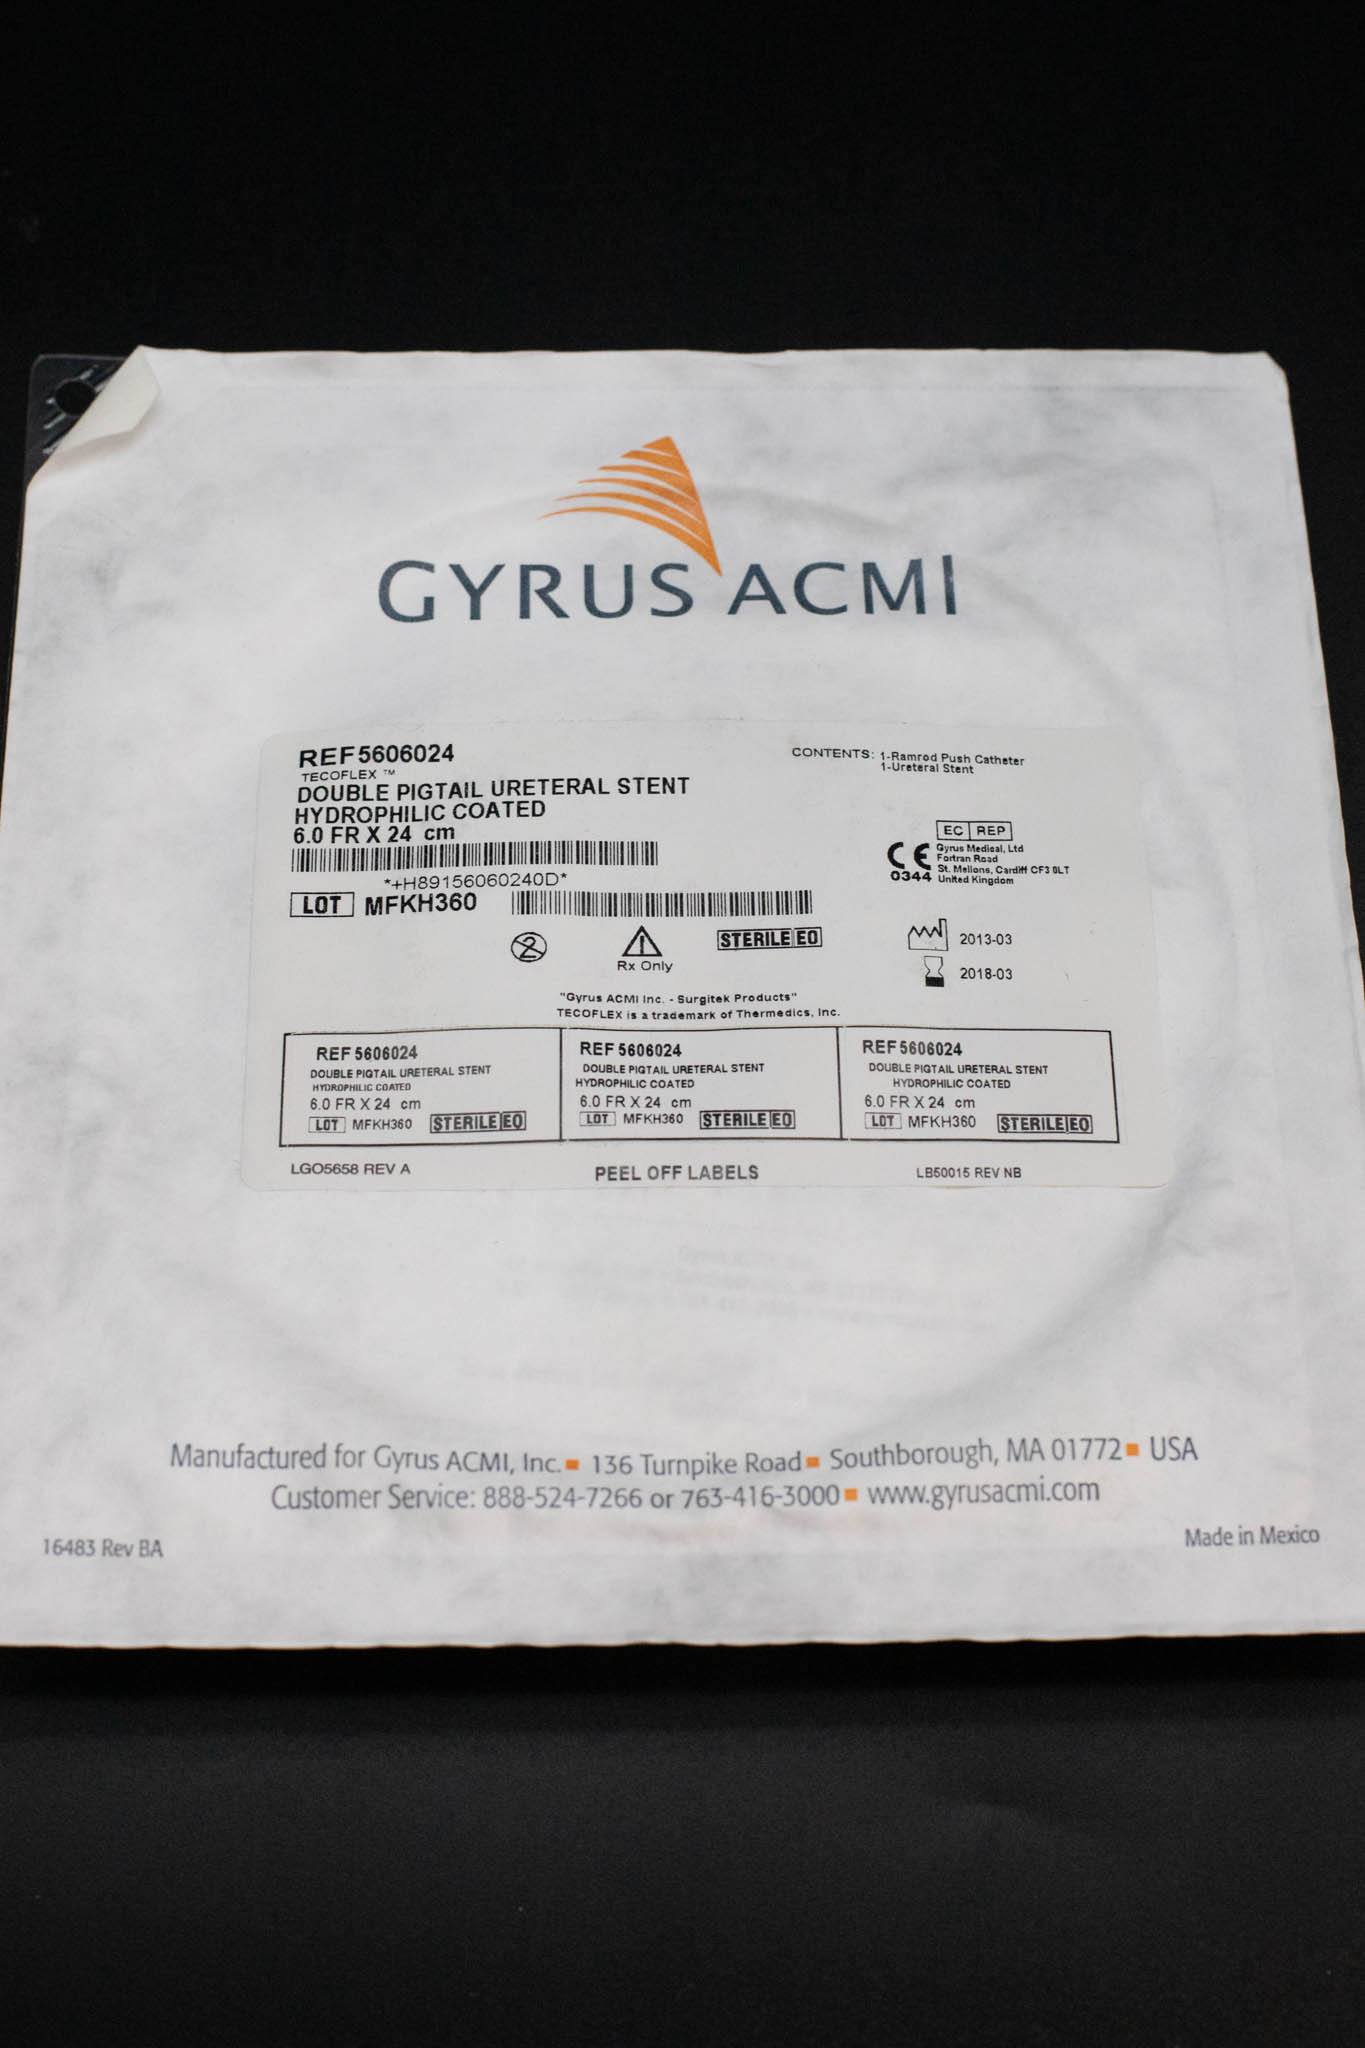 GYRUS ACMI
REF 5606024
TECOFLEX ™
DOUBLE PIGTAIL URETERAL STENT
HYDROPHILIC COATED
6.0 FR X 24 cm
*+H89156060240D*
LOT MFKH360
CONTENTS: 1-Ramrod Push Catheter
1-Ureteral Stent
EC REP
Gyrus Medical, Ltd
Fortran Road
St. Mellons, Cardiff CF3 0LT
United Kingdom
CE
0344
2
Rx Only
STERILE EO
2013-03
2018-03
"Gyrus ACMI Inc. - Surgitek Products"
TECOFLEX is a trademark of Thermedics, Inc.
REF 5606024
DOUBLE PIGTAIL URETERAL STENT
HYDROPHILIC COATED
6.0 FR X 24 cm
LOT MFKH360 STERILE EO
REF 5606024
DOUBLE PIGTAIL URETERAL STENT
HYDROPHILIC COATED
6.0 FR X 24 cm
LOT MFKH360 STERILE EO
REF 5606024
DOUBLE PIGTAIL URETERAL STENT
HYDROPHILIC COATED
6.0 FR X 24 cm
LOT MFKH360 STERILE EO
LGO5658 REV A PEEL OFF LABELS LB50015 REV NB
Manufactured for Gyrus ACMI, Inc. ▪ 136 Turnpike Road ▪ Southborough, MA 01772 ▪ USA
Customer Service: 888-524-7266 or 763-416-3000 ▪ www.gyrusacmi.com
16483 Rev BA
Made in Mexico